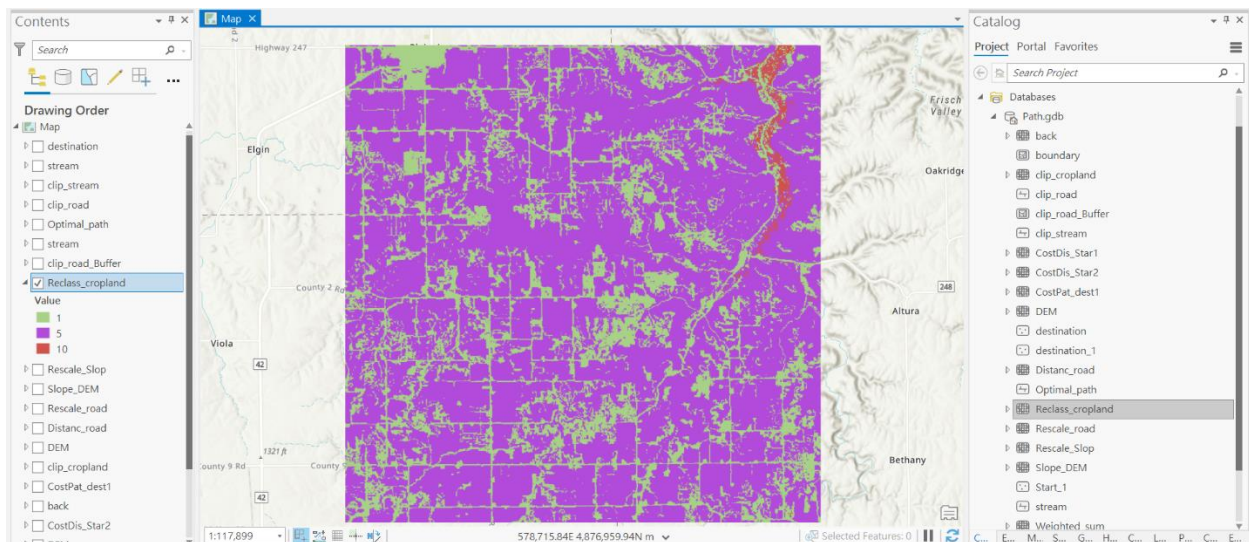 Contents
Search
Drawing Order
Map
destination
stream
clip_stream
clip_road
Optimal_path
stream
clip_road_Buffer
Reclass_cropland
Value
1
5
10
Rescale_Slop
Slope_DEM
Rescale_road
Distanc_road
DEM
clip_cropland
CostPat_dest1
back
CostDis_Star2
Map
Highway 247
Elgin
County 2 Rd
Viola
42
1321 ft
County 9 Rd
County 9
42
Frisch
Valley
Oakridge
248
Altura
Bethany
1:117,899
578,715.84E 4,876,959.94N m
Selected Features: 0
Catalog
Project Portal Favorites
Search Project
Databases
Path.gdb
back
boundary
clip_cropland
clip_road
clip_road_Buffer
clip_stream
CostDis_Star1
CostDis_Star2
CostPat_dest1
DEM
destination
destination_1
Distanc_road
Optimal_path
Reclass_cropland
Rescale_road
Rescale_Slop
Slope_DEM
Start_1
stream
Weighted_sum
C... E... M... S... G... H... C... L... P... C... E...